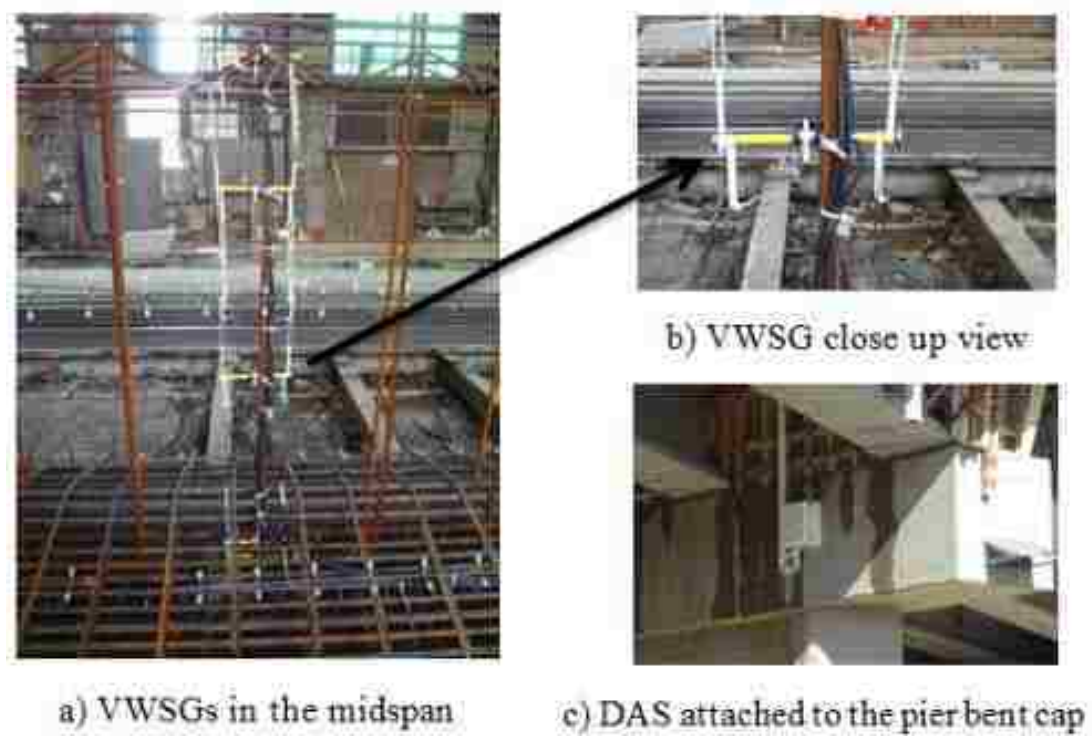 b) VWSG close up view
a) VWSGs in the midspan
c) DAS attached to the pier bent cap